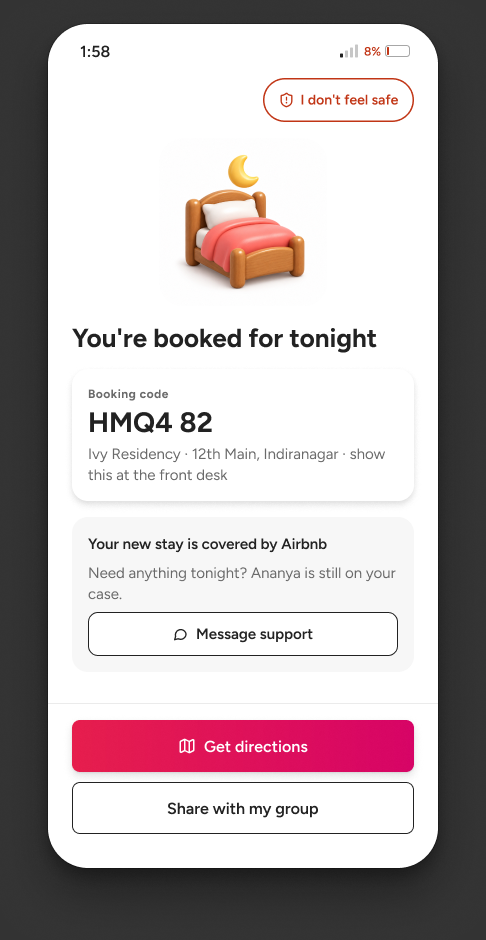 1:58
8%
I don't feel safe
You're booked for tonight
Booking code
HMQ4 82
Ivy Residency · 12th Main, Indiranagar · show
this at the front desk
Your new stay is covered by Airbnb
Need anything tonight? Ananya is still on your
case.
Message support
Get directions
Share with my group